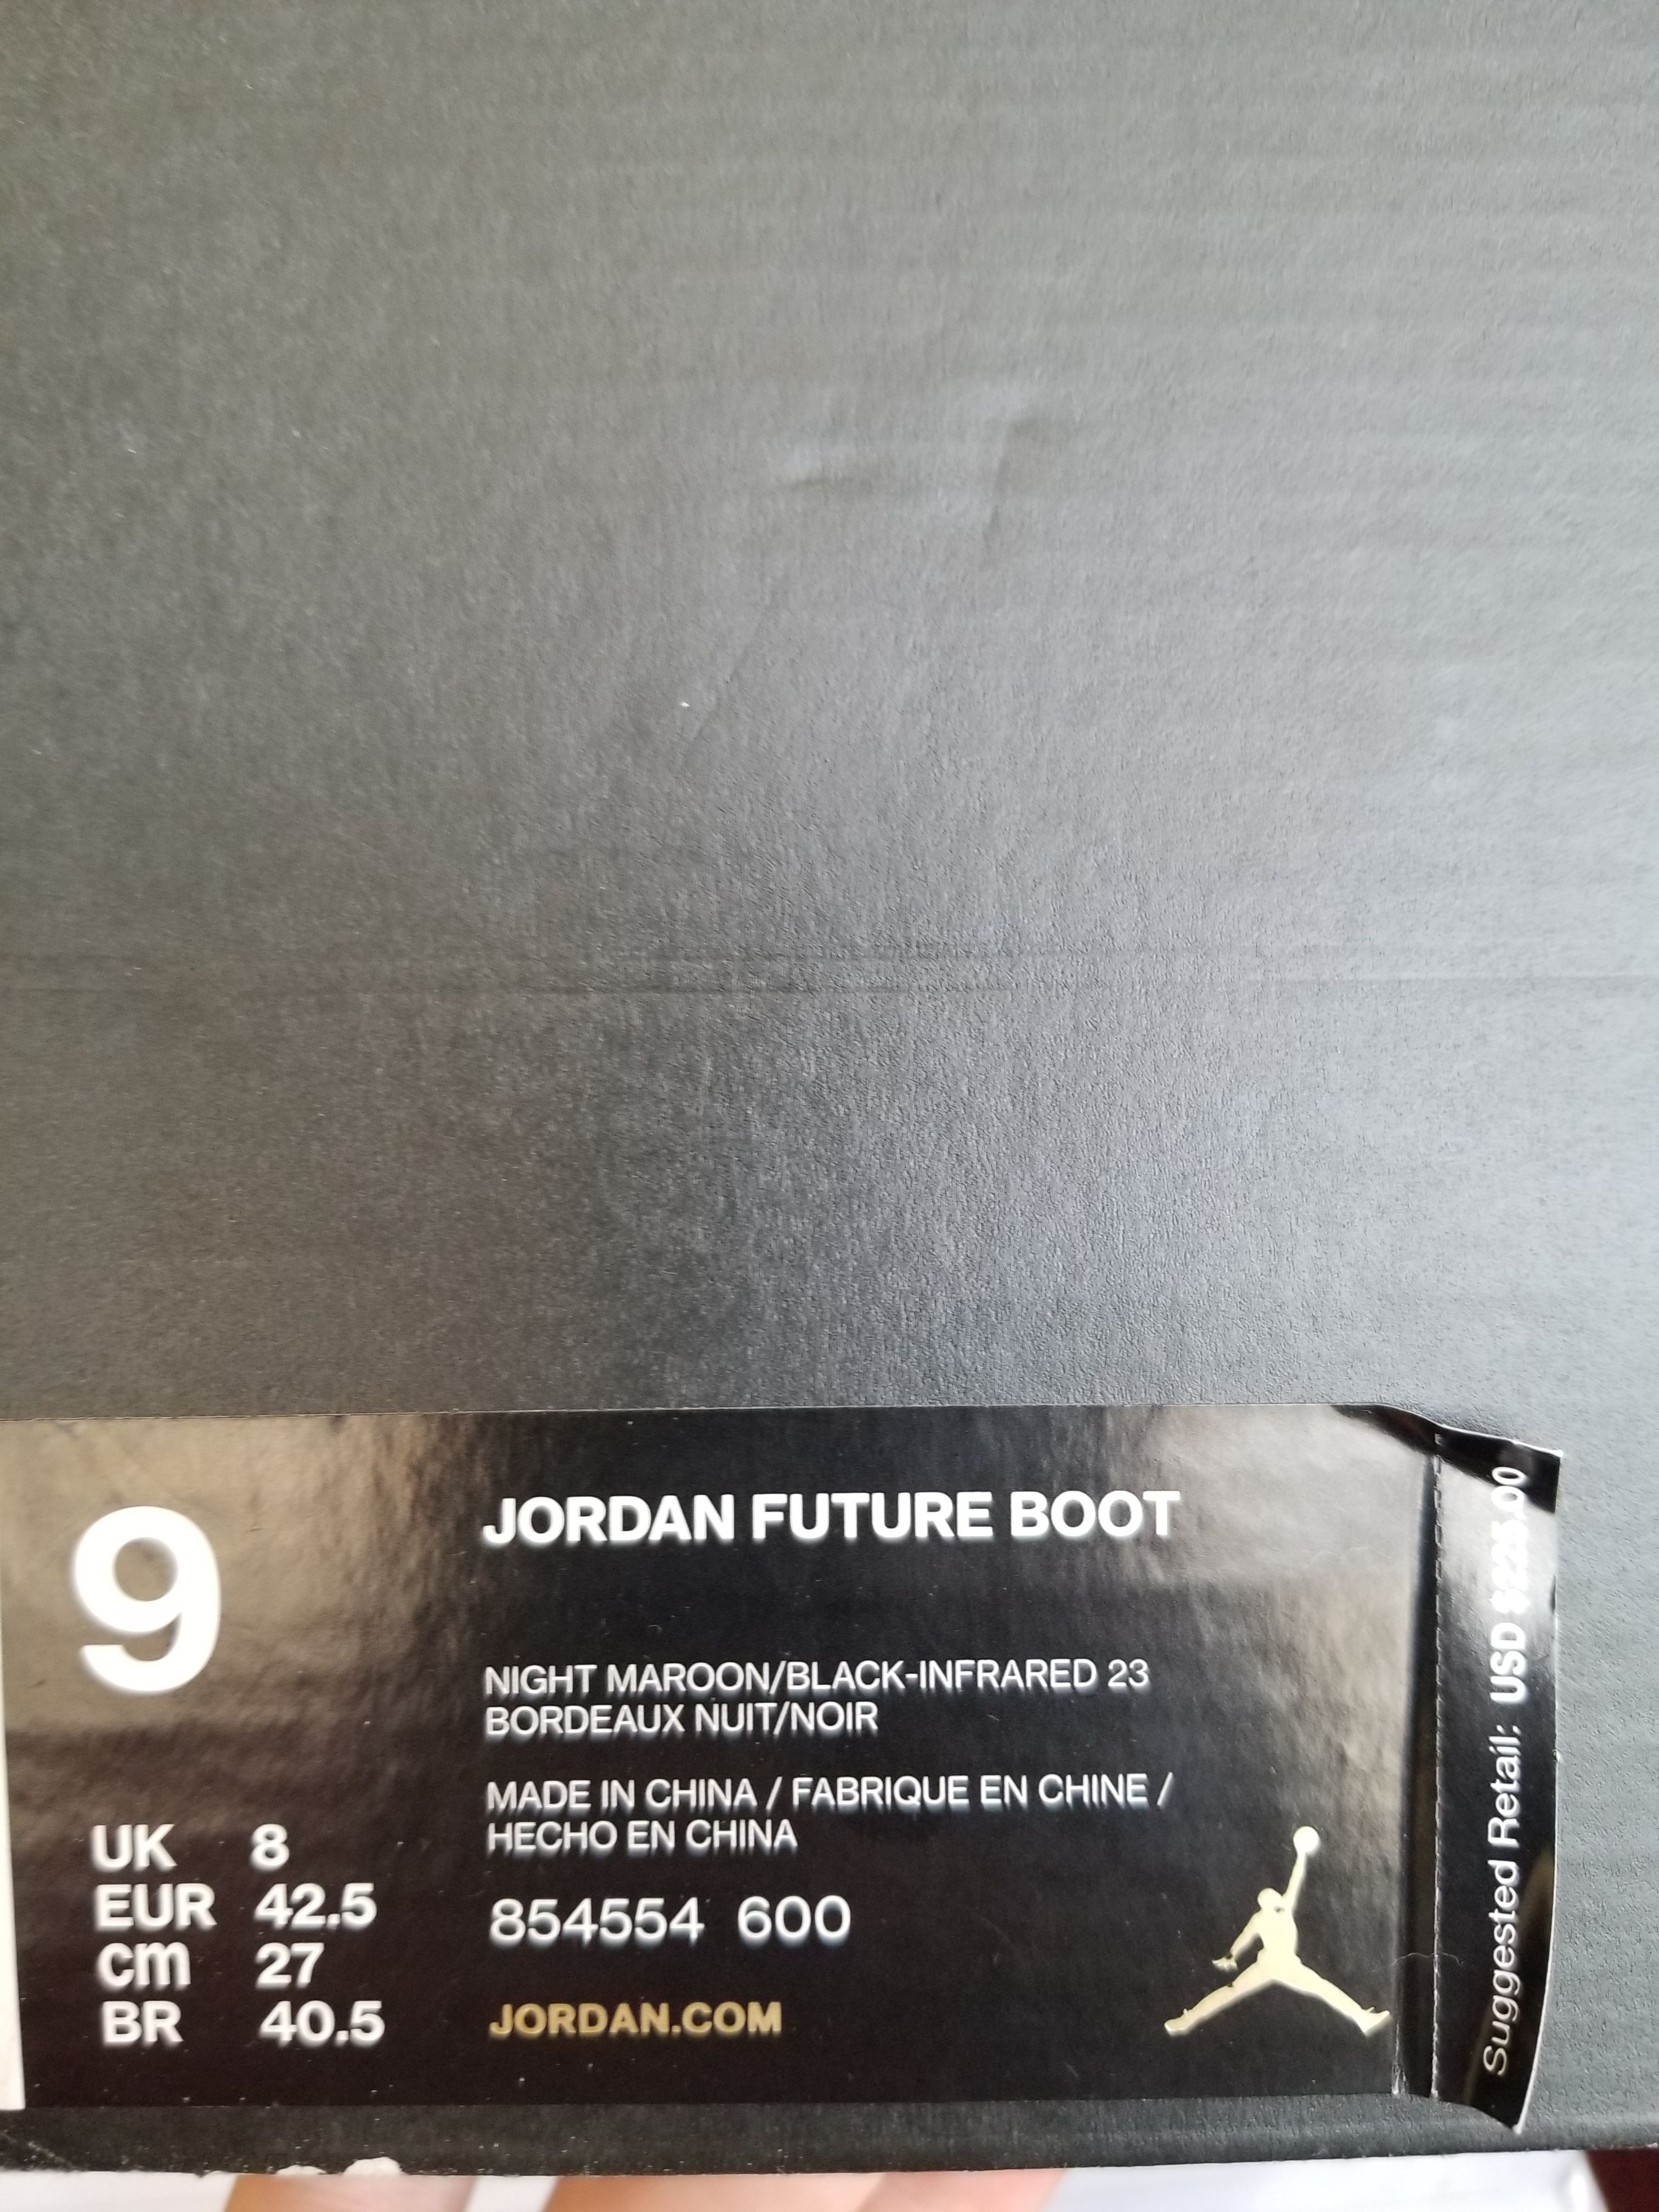 9
JORDAN FUTURE BOOT
NIGHT MAROON/BLACK-INFRARED 23
BORDEAUX NUIT/NOIR
MADE IN CHINA / FABRIQUE EN CHINE /
HECHO EN CHINA
UK 8
EUR 42.5
cm 27
BR 40.5
854554 600
JORDAN.COM
Suggested Retail: USD $225.00